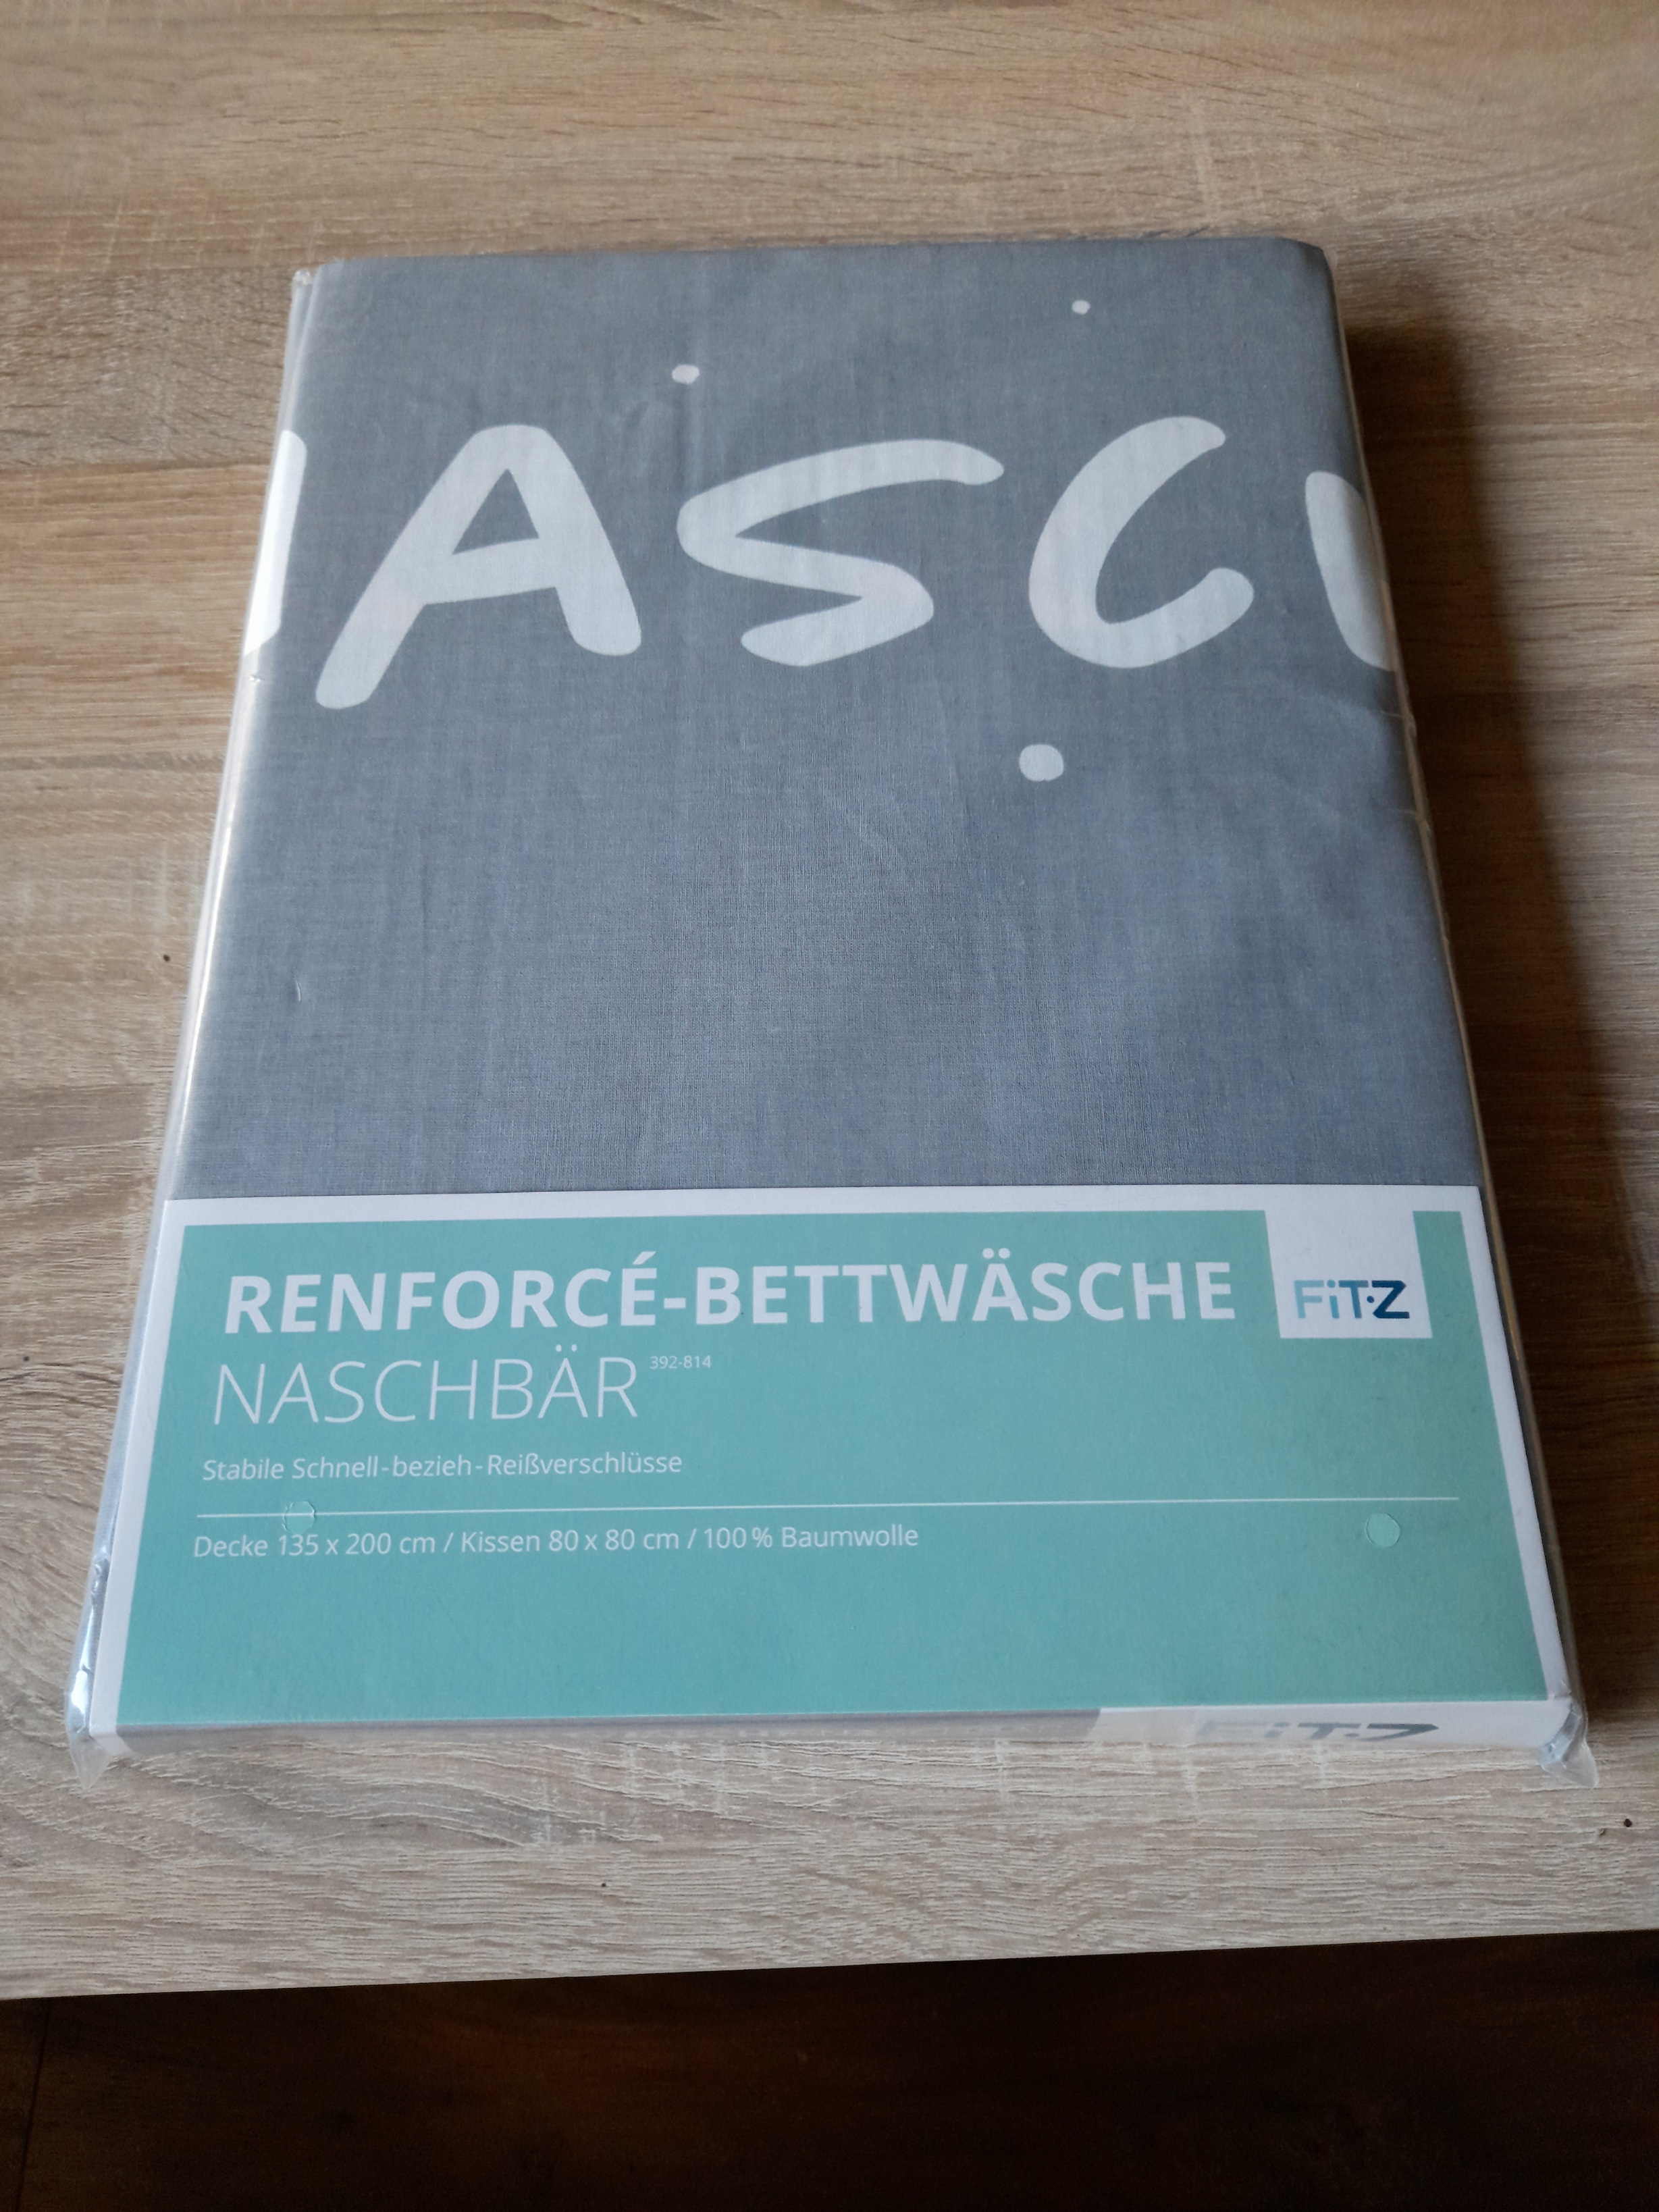 ASC
RENFORCÉ-BETTWÄSCHE
FiT·Z
NASCHBÄR 392-814
Stabile Schnell-bezieh-Reißverschlüsse
Decke 135 x 200 cm / Kissen 80 x 80 cm / 100 % Baumwolle
FiT·Z